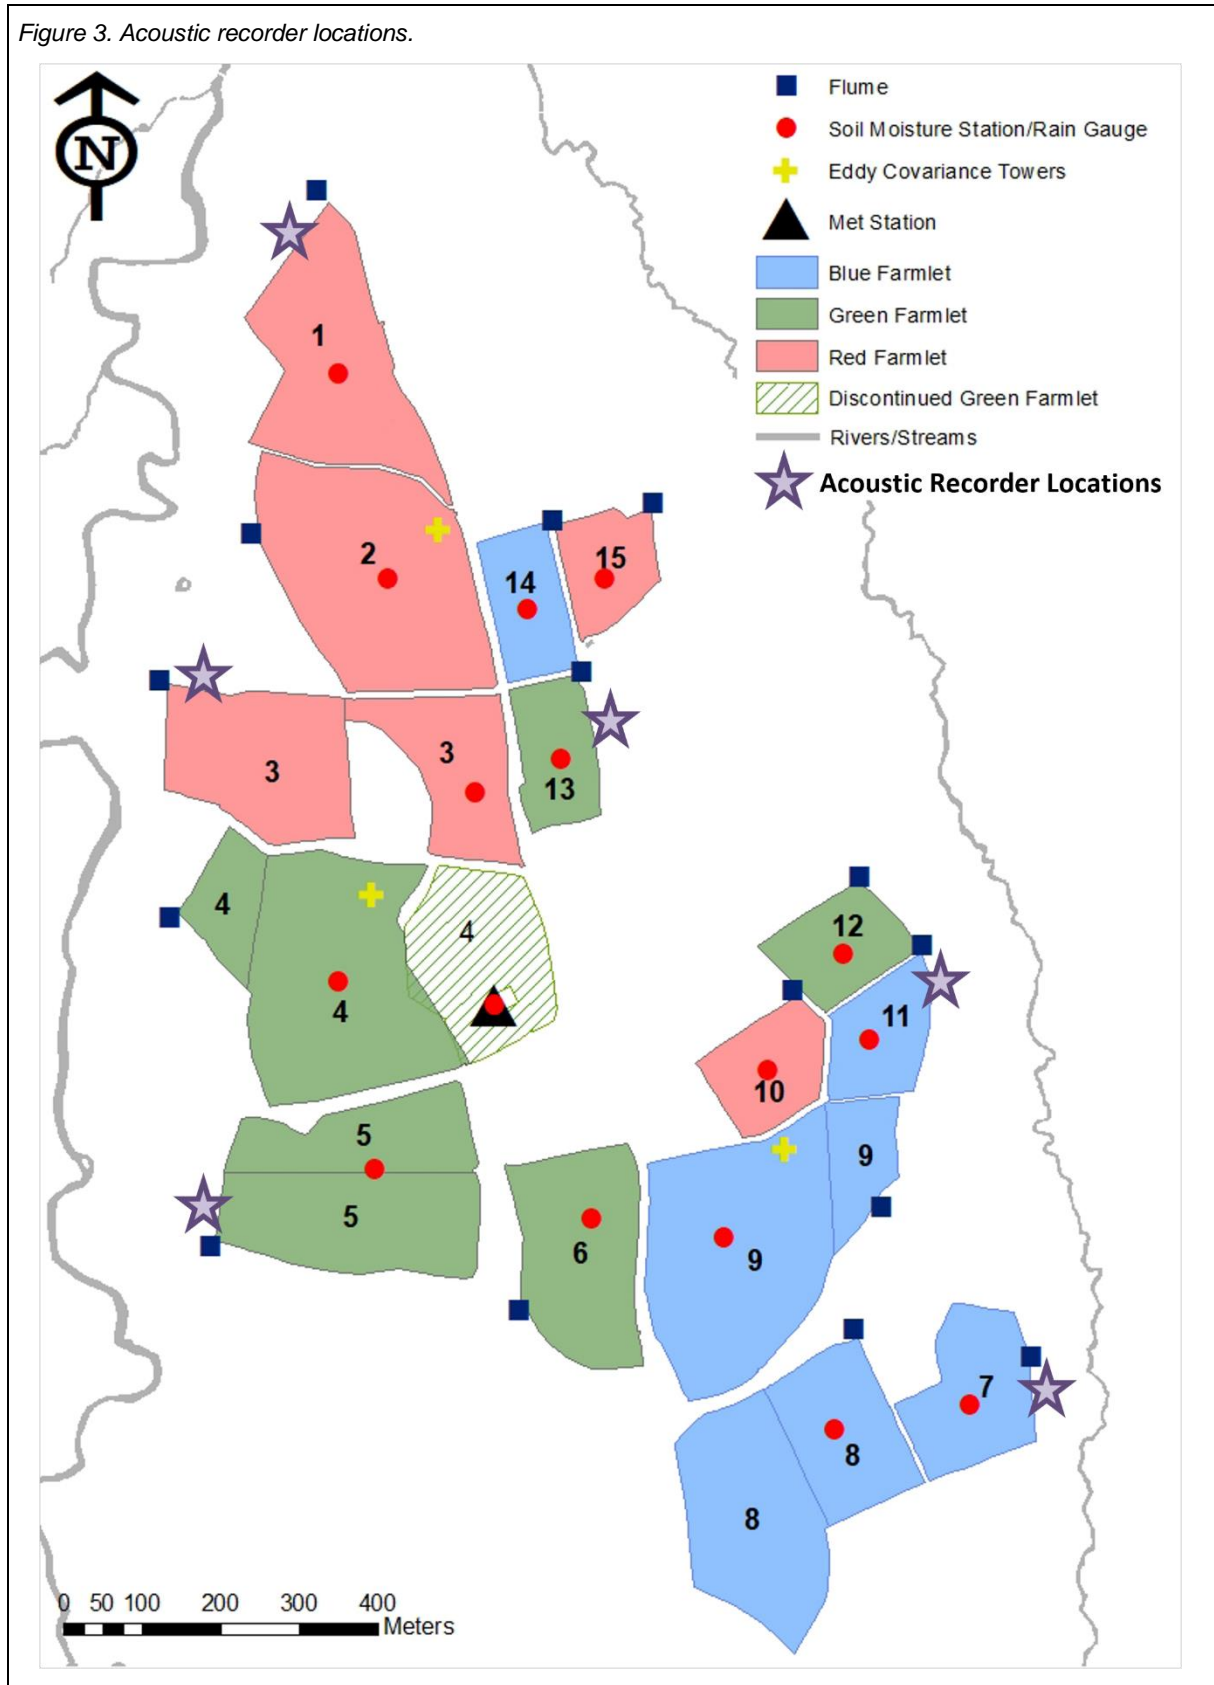 Figure 3. Acoustic recorder locations.
N
Flume
Soil Moisture Station/Rain Gauge
Eddy Covariance Towers
Met Station
Blue Farmlet
Green Farmlet
Red Farmlet
Discontinued Green Farmlet
Rivers/Streams
Acoustic Recorder Locations
1
2
15
14
3
3
13
4
4
12
4
11
10
5
9
5
6
9
7
8
8
0 50 100 200 300 400
Meters